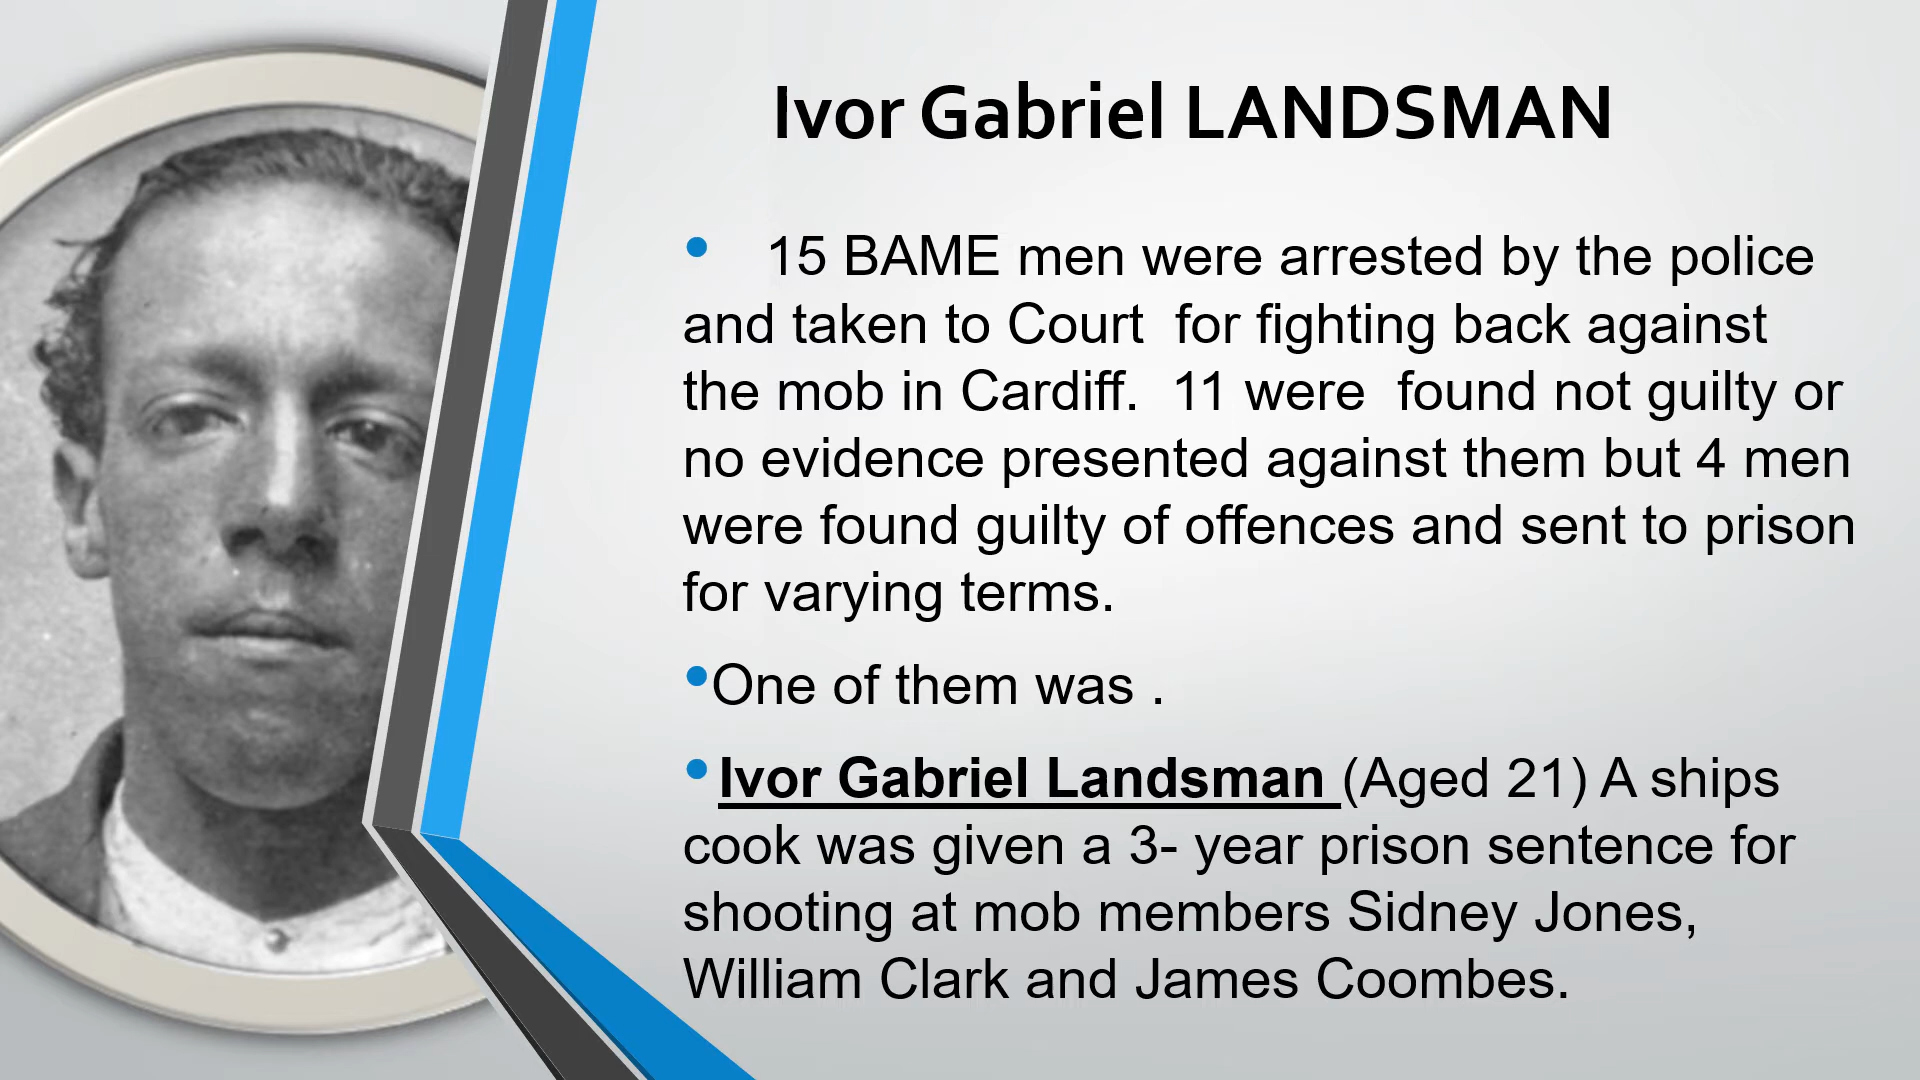 Ivor Gabriel LANDSMAN
• 15 BAME men were arrested by the police
and taken to Court for fighting back against
the mob in Cardiff. 11 were found not guilty or
no evidence presented against them but 4 men
were found guilty of offences and sent to prison
for varying terms.
•One of them was .
•Ivor Gabriel Landsman (Aged 21) A ships
cook was given a 3- year prison sentence for
shooting at mob members Sidney Jones,
William Clark and James Coombes.